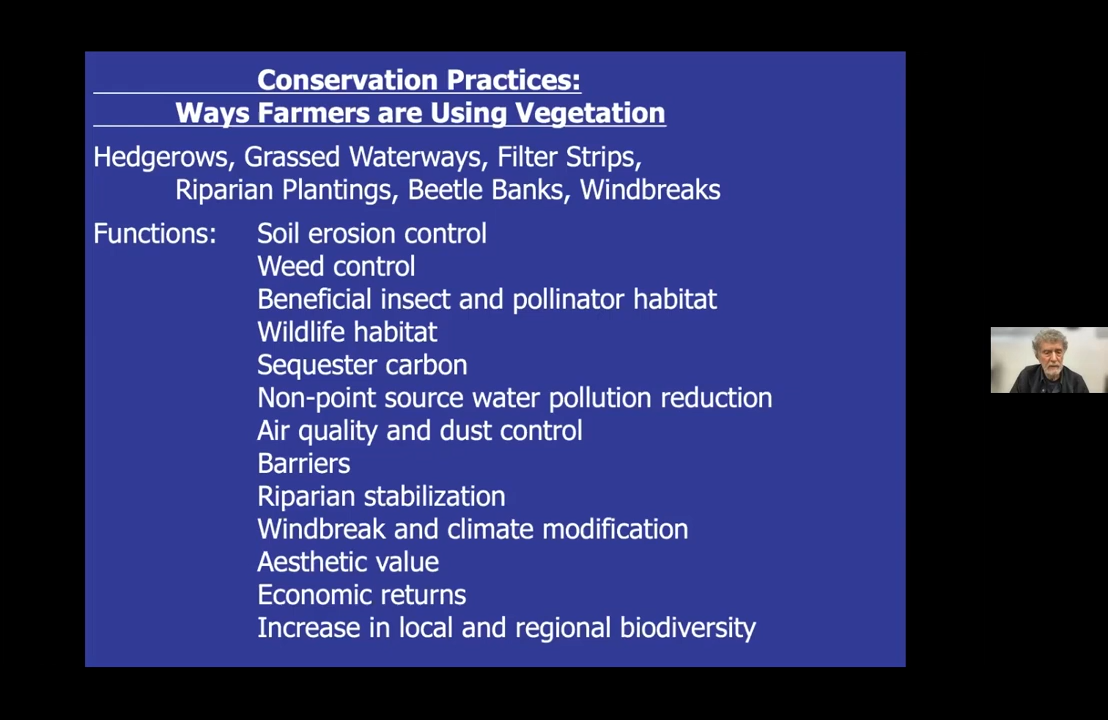 Conservation Practices:
Ways Farmers are Using Vegetation
Hedgerows, Grassed Waterways, Filter Strips,
Riparian Plantings, Beetle Banks, Windbreaks
Functions: Soil erosion control
Weed control
Beneficial insect and pollinator habitat
Wildlife habitat
Sequester carbon
Non-point source water pollution reduction
Air quality and dust control
Barriers
Riparian stabilization
Windbreak and climate modification
Aesthetic value
Economic returns
Increase in local and regional biodiversity